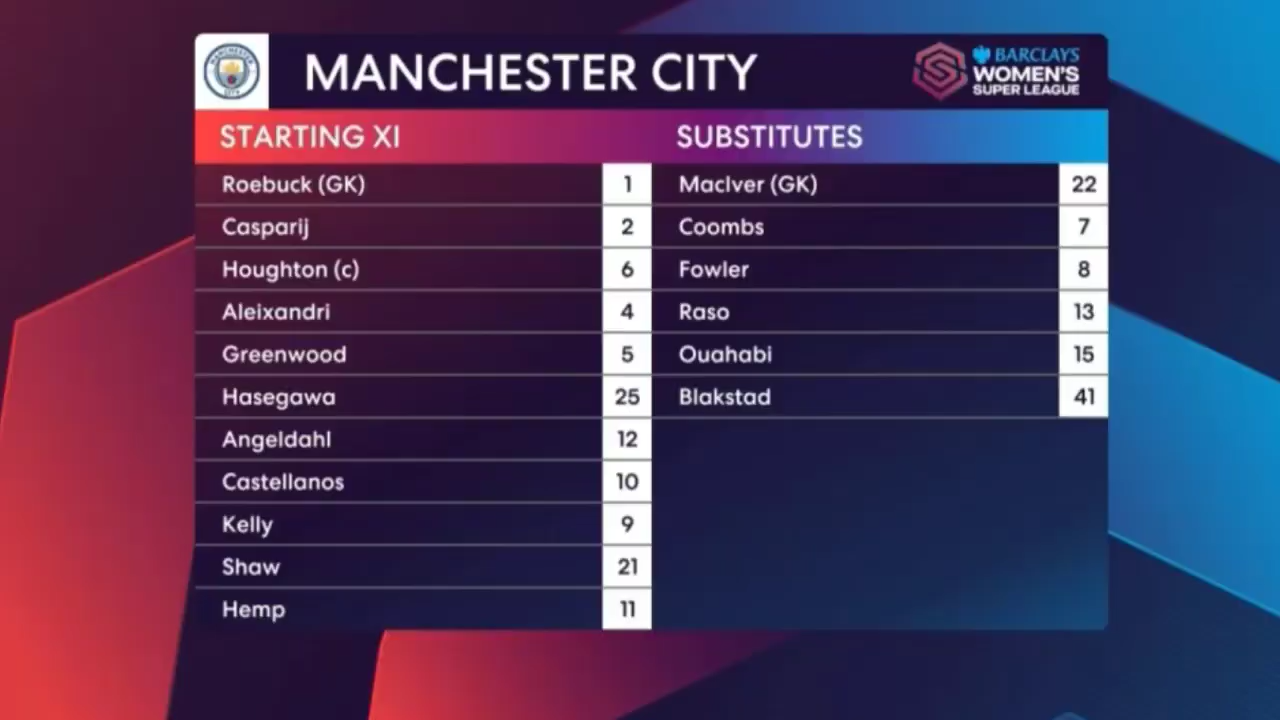 MANCHESTER CITY
BARCLAYS
WOMEN'S
SUPER LEAGUE
STARTING XI
Roebuck (GK) 1
Casparij 2
Houghton (c) 6
Aleixandri 4
Greenwood 5
Hasegawa 25
Angeldahl 12
Castellanos 10
Kelly 9
Shaw 21
Hemp 11
SUBSTITUTES
MacIver (GK) 22
Coombs 7
Fowler 8
Raso 13
Ouahabi 15
Blakstad 41